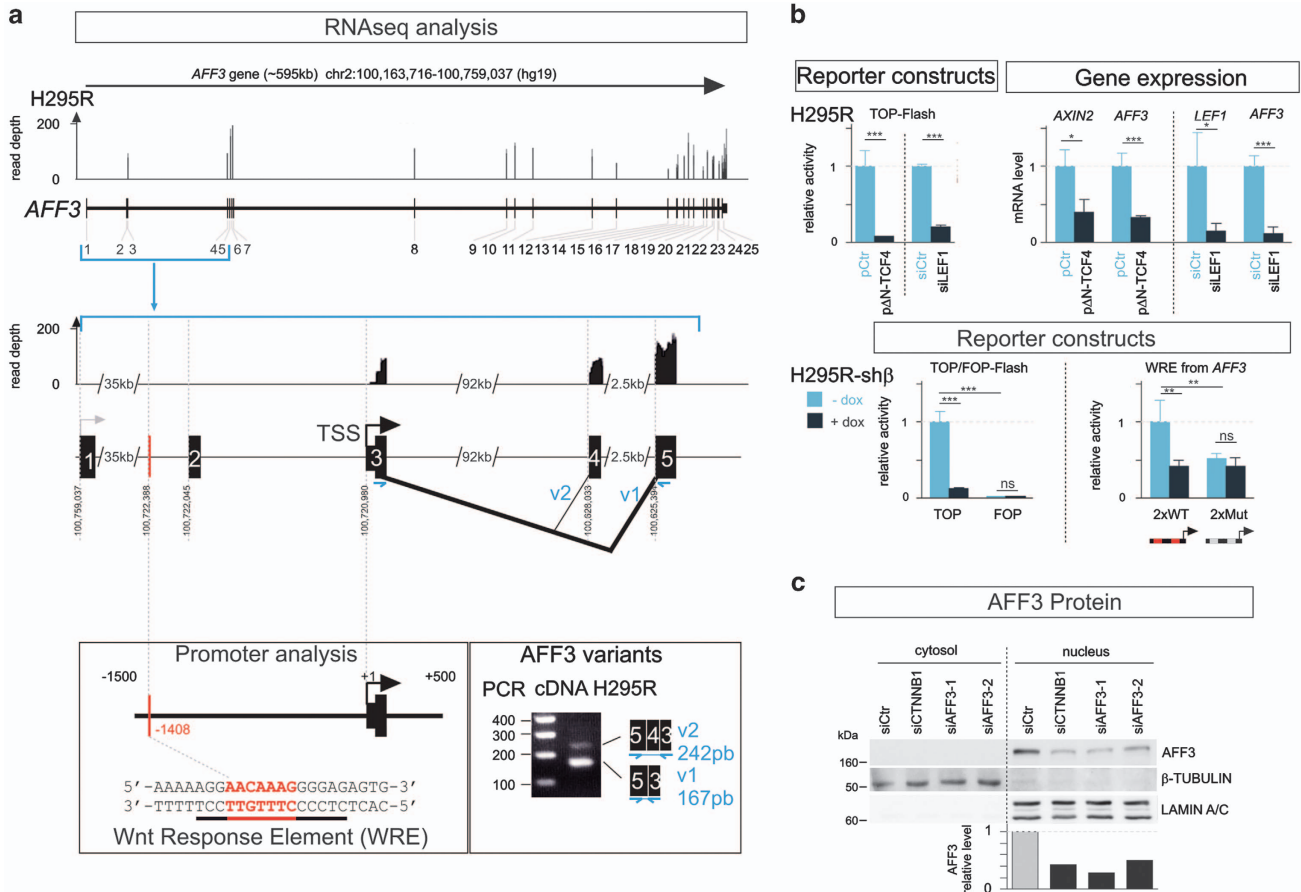 a
RNAseq analysis
AFF3 gene (~595kb) chr2:100,163,716-100,759,037 (hg19)
H295R
read depth
200
0
AFF3
1 2 3 45 6 7 8 9 10 11 12 13 14 15 16 17 18 19 20 21 22 23 24 25
read depth
200
0
35kb 92kb 2.5kb
TSS
1 35kb 2 3 92kb 4 2.5kb 5
v2 v1
100,759,037 100,722,388 100,722,045 100,720,980 100,628,033 100,625,394
Promoter analysis
-1500 +1 +500
-1408
5’-AAAAAGGAACAAAGGGGAGAGTG-3’
3’-TTTTTCCTTGTTTCCCCTCTCAC-5’
Wnt Response Element (WRE)
AFF3 variants
PCR cDNA H295R
400
300
200
100
5 4 3 v2
242pb
5 3 v1
167pb
b
Reporter constructs
Gene expression
H295R
TOP-Flash
AXIN2 AFF3 LEF1 AFF3
*** *** * *** * ***
relative activity
1
0
mRNA level
1
0
pCtr pΔN-TCF4 siCtr siLEF1
pCtr pΔN-TCF4 pCtr pΔN-TCF4 siCtr siLEF1 siCtr siLEF1
Reporter constructs
H295R-shβ
- dox
+ dox
TOP/FOP-Flash
WRE from AFF3
*** **
*** **
ns ns
relative activity
1
0
relative activity
1
0
TOP FOP
2xWT 2xMut
c
AFF3 Protein
cytosol nucleus
siCtr siCTNNB1 siAFF3-1 siAFF3-2 siCtr siCTNNB1 siAFF3-1 siAFF3-2
kDa
160
AFF3
50
β-TUBULIN
60
LAMIN A/C
AFF3
relative level
1
0